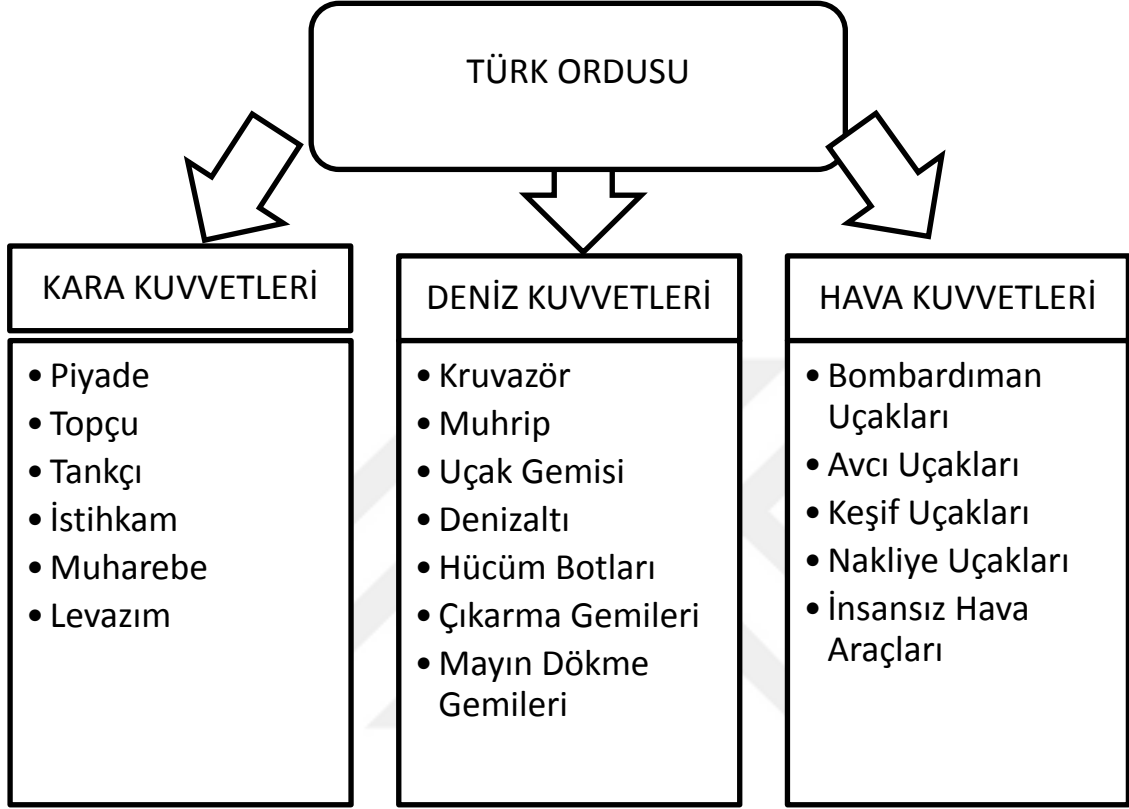 TÜRK ORDUSU
KARA KUVVETLERİ
• Piyade
• Topçu
• Tankçı
• İstihkam
• Muharebe
• Levazım
DENİZ KUVVETLERİ
• Kruvazör
• Muhrip
• Uçak Gemisi
• Denizaltı
• Hücüm Botları
• Çıkarma Gemileri
• Mayın Dökme
Gemileri
HAVA KUVVETLERİ
• Bombardıman
Uçakları
• Avcı Uçakları
• Keşif Uçakları
• Nakliye Uçakları
• İnsansız Hava
Araçları